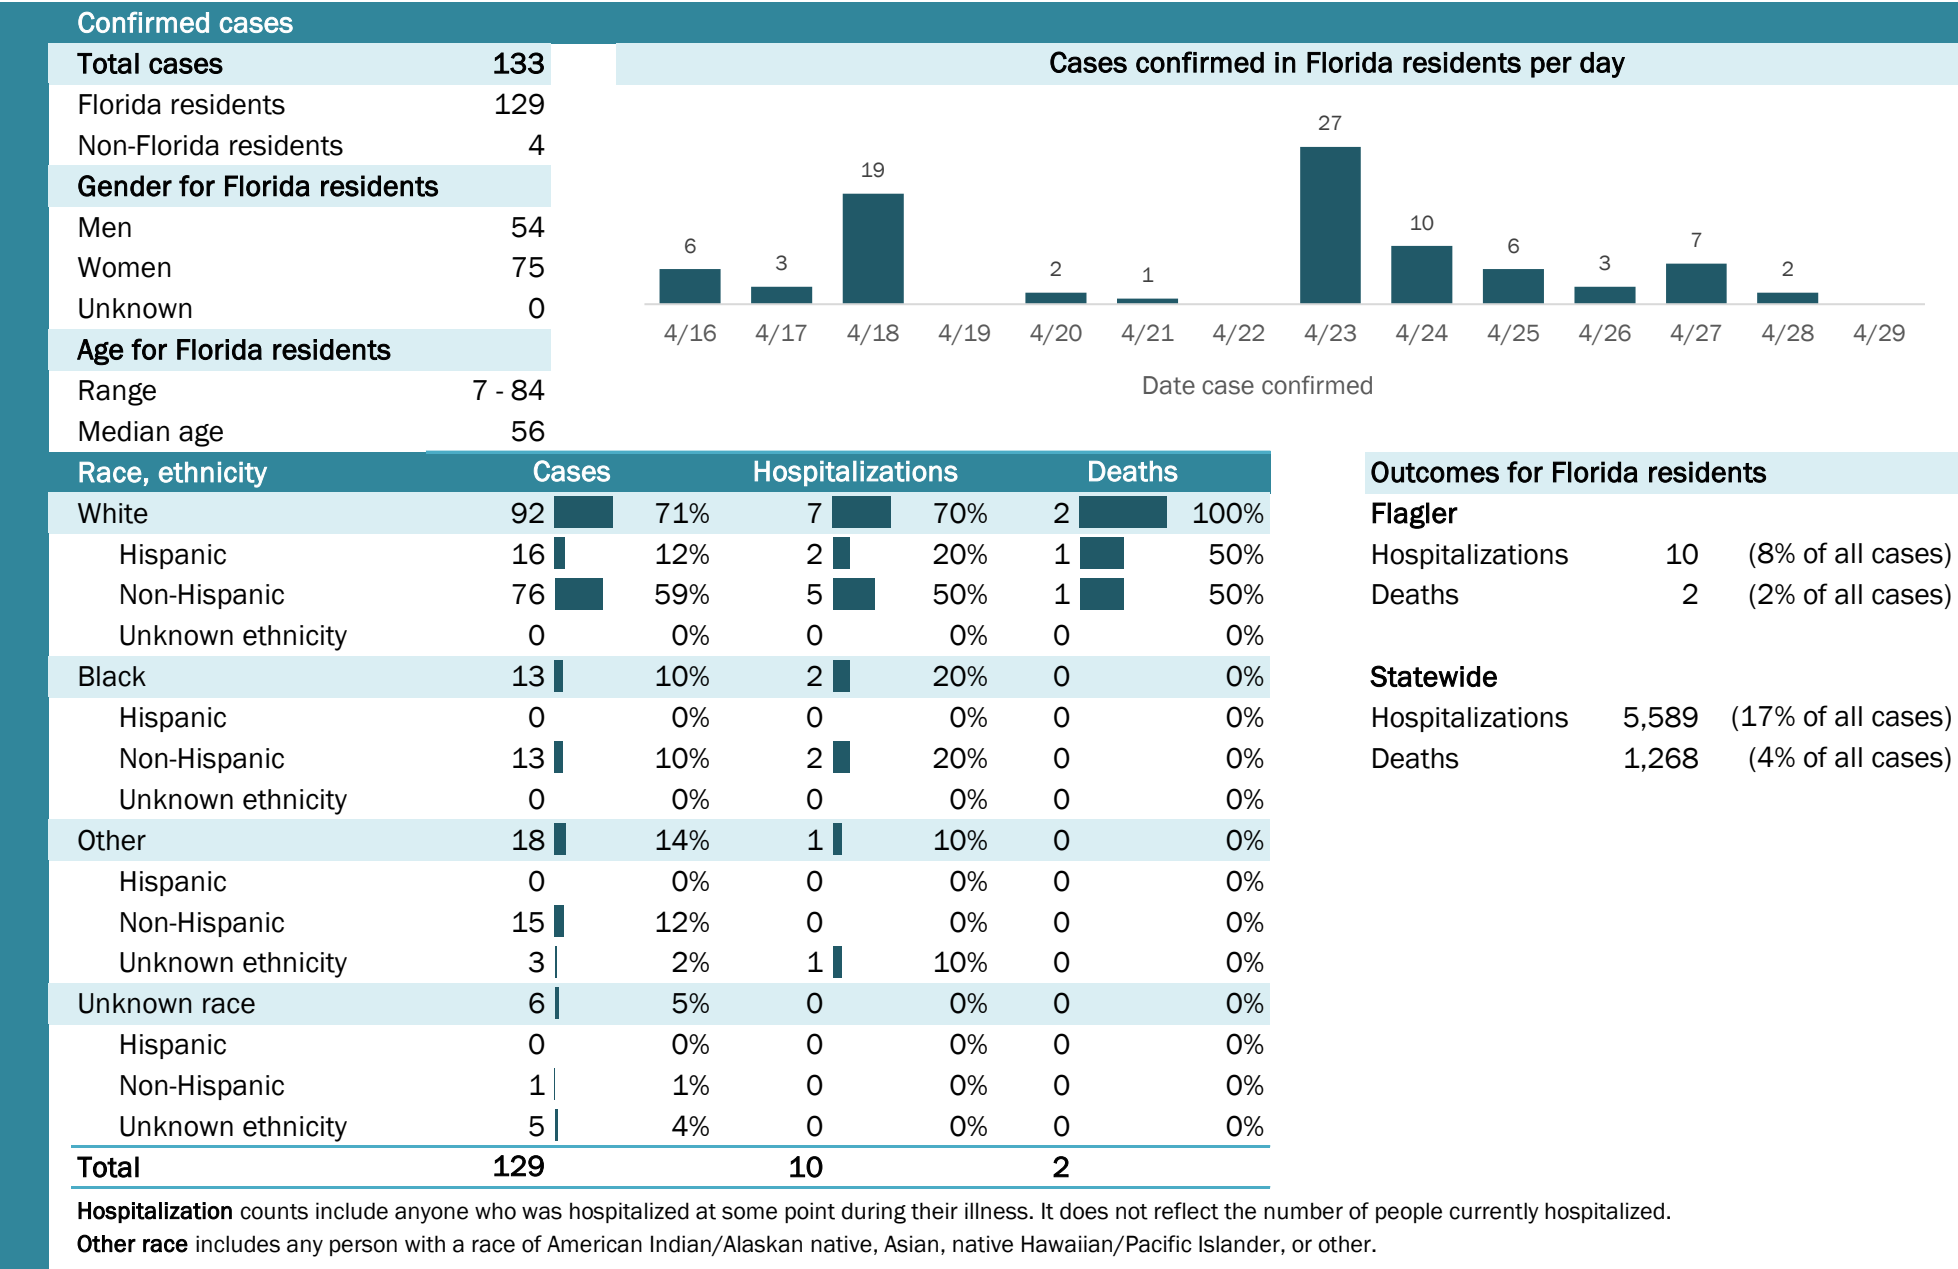 Confirmed cases
Total cases 133
Florida residents 129
Non-Florida residents 4
Gender for Florida residents
Men 54
Women 75
Unknown 0
Age for Florida residents
Range 7 - 84
Median age 56
Cases confirmed in Florida residents per day
27
19
10
6 6 7
3 2 1 3 2
4/16 4/17 4/18 4/19 4/20 4/21 4/22 4/23 4/24 4/25 4/26 4/27 4/28 4/29
Date case confirmed
Race, ethnicity Cases Hospitalizations Deaths
White 92 71% 7 70% 2 100%
Hispanic 16 12% 2 20% 1 50%
Non-Hispanic 76 59% 5 50% 1 50%
Unknown ethnicity 0 0% 0 0% 0 0%
Black 13 10% 2 20% 0 0%
Hispanic 0 0% 0 0% 0 0%
Non-Hispanic 13 10% 2 20% 0 0%
Unknown ethnicity 0 0% 0 0% 0 0%
Other 18 14% 1 10% 0 0%
Hispanic 0 0% 0 0% 0 0%
Non-Hispanic 15 12% 0 0% 0 0%
Unknown ethnicity 3 2% 1 10% 0 0%
Unknown race 6 5% 0 0% 0 0%
Hispanic 0 0% 0 0% 0 0%
Non-Hispanic 1 1% 0 0% 0 0%
Unknown ethnicity 5 4% 0 0% 0 0%
Total 129 10 2
Outcomes for Florida residents
Flagler
Hospitalizations 10 (8% of all cases)
Deaths 2 (2% of all cases)
Statewide
Hospitalizations 5,589 (17% of all cases)
Deaths 1,268 (4% of all cases)
Hospitalization counts include anyone who was hospitalized at some point during their illness. It does not reflect the number of people currently hospitalized.
Other race includes any person with a race of American Indian/Alaskan native, Asian, native Hawaiian/Pacific Islander, or other.